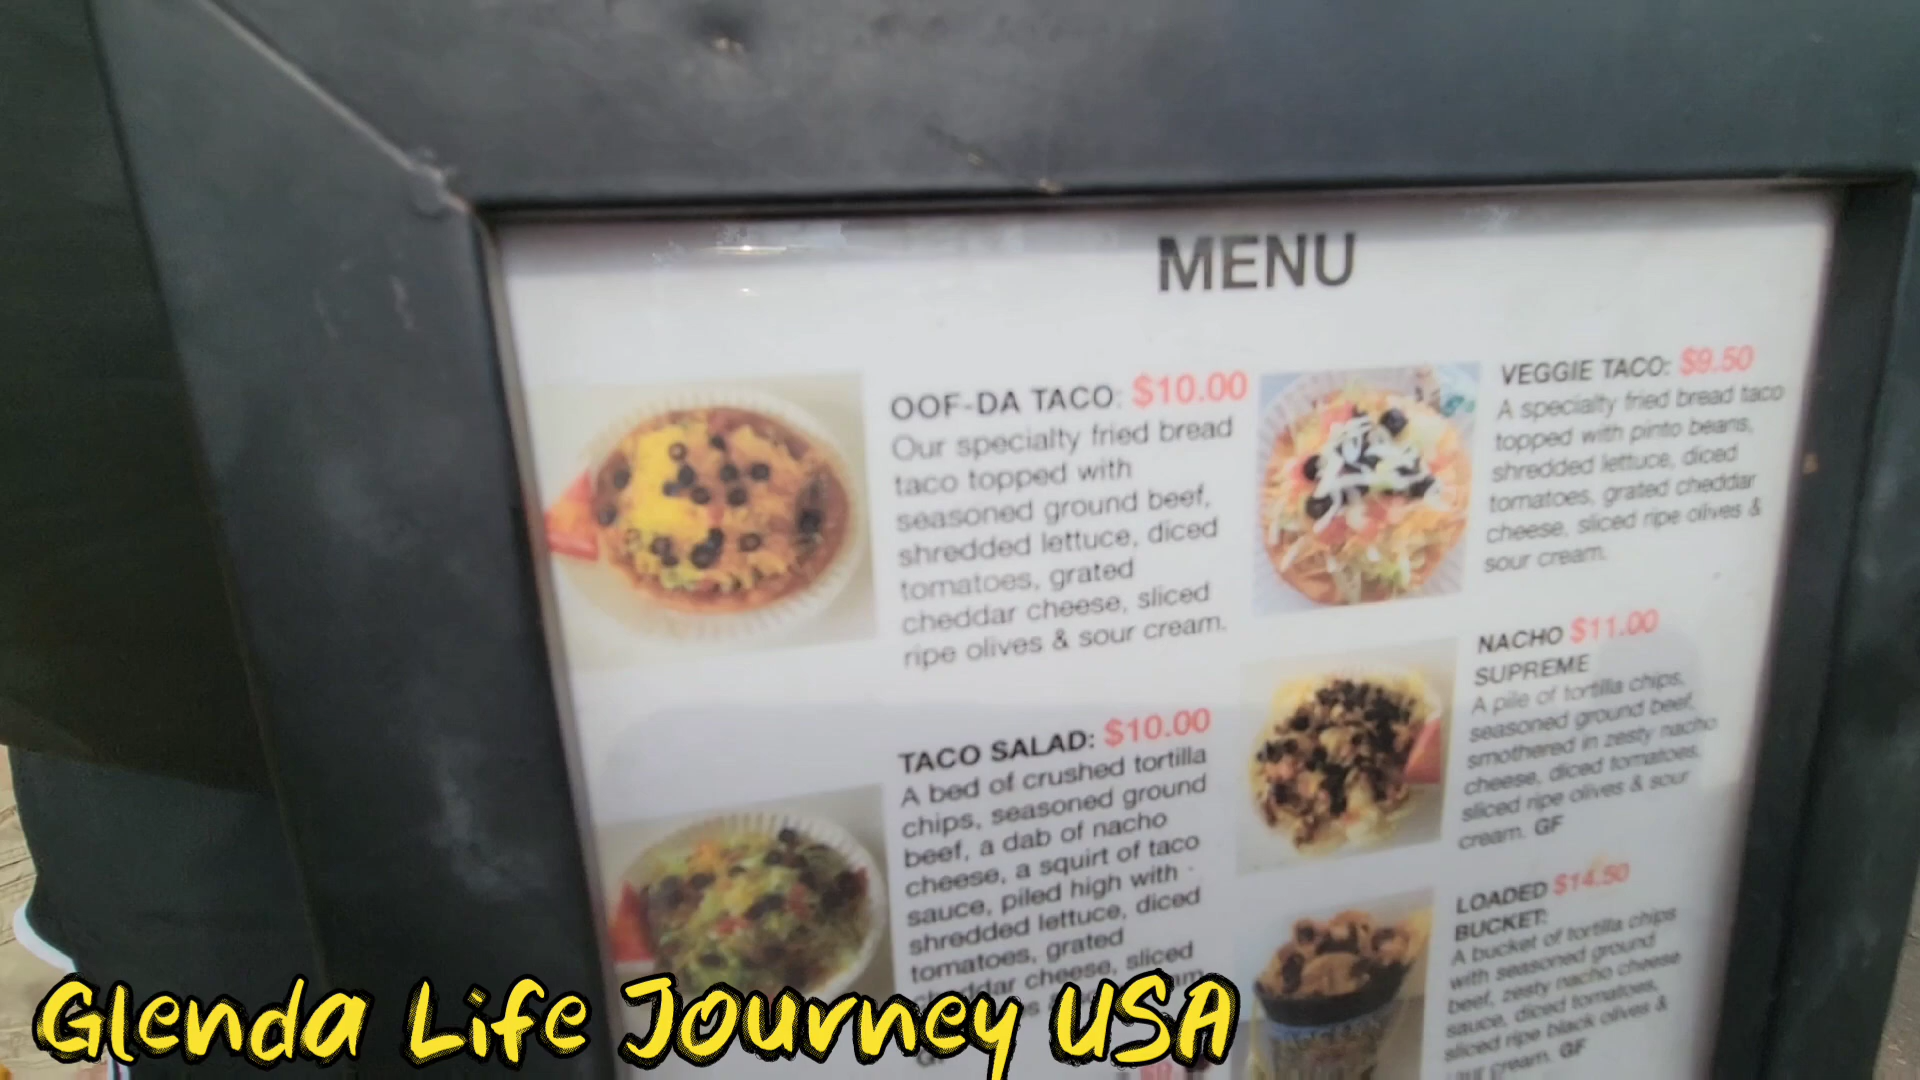 MENU
OOF-DA TACO: $10.00
Our specialty fried bread
taco topped with
seasoned ground beef,
shredded lettuce, diced
tomatoes, grated
cheddar cheese, sliced
ripe olives & sour cream.
TACO SALAD: $10.00
A bed of crushed tortilla
chips, seasoned ground
beef, a dab of nacho
cheese, a squirt of taco
sauce, piled high with
shredded lettuce, diced
tomatoes, grated
cheese, sliced
VEGGIE TACO: $9.50
A specialty fried bread taco
topped with pinto beans,
shredded lettuce, diced
tomatoes, grated cheddar
cheese, sliced ripe olives &
sour cream.
NACHO $11.00
SUPREME
A pile of tortilla chips,
seasoned ground beef,
smothered in zesty nacho
cheese, diced tomatoes,
sliced ripe olives & sour
cream. GF
LOADED $14.50
BUCKET:
A bucket of tortilla chips
with seasoned ground
beef, zesty nacho cheese
sauce, diced tomatoes,
sliced ripe black olives &
cream. GF
Glenda Life Journey USA